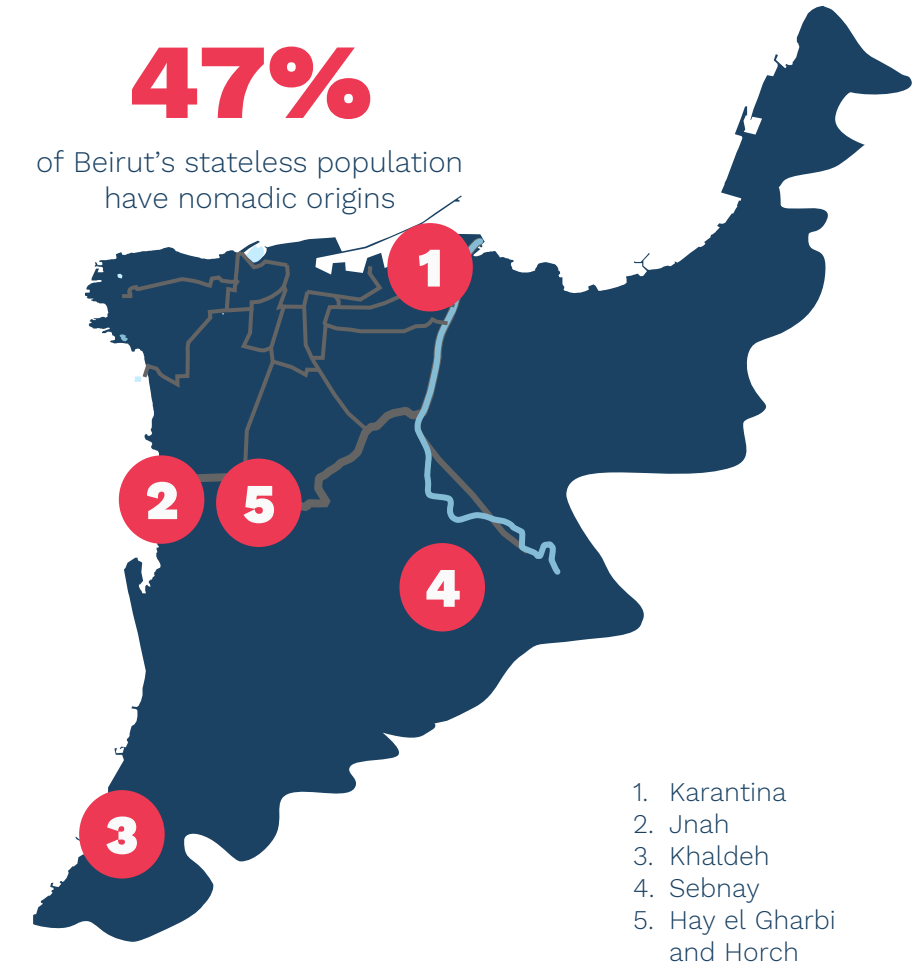 47%
of Beirut’s stateless population
have nomadic origins
1
2
5
4
3
1. Karantina
2. Jnah
3. Khaldeh
4. Sebnay
5. Hay el Gharbi
and Horch